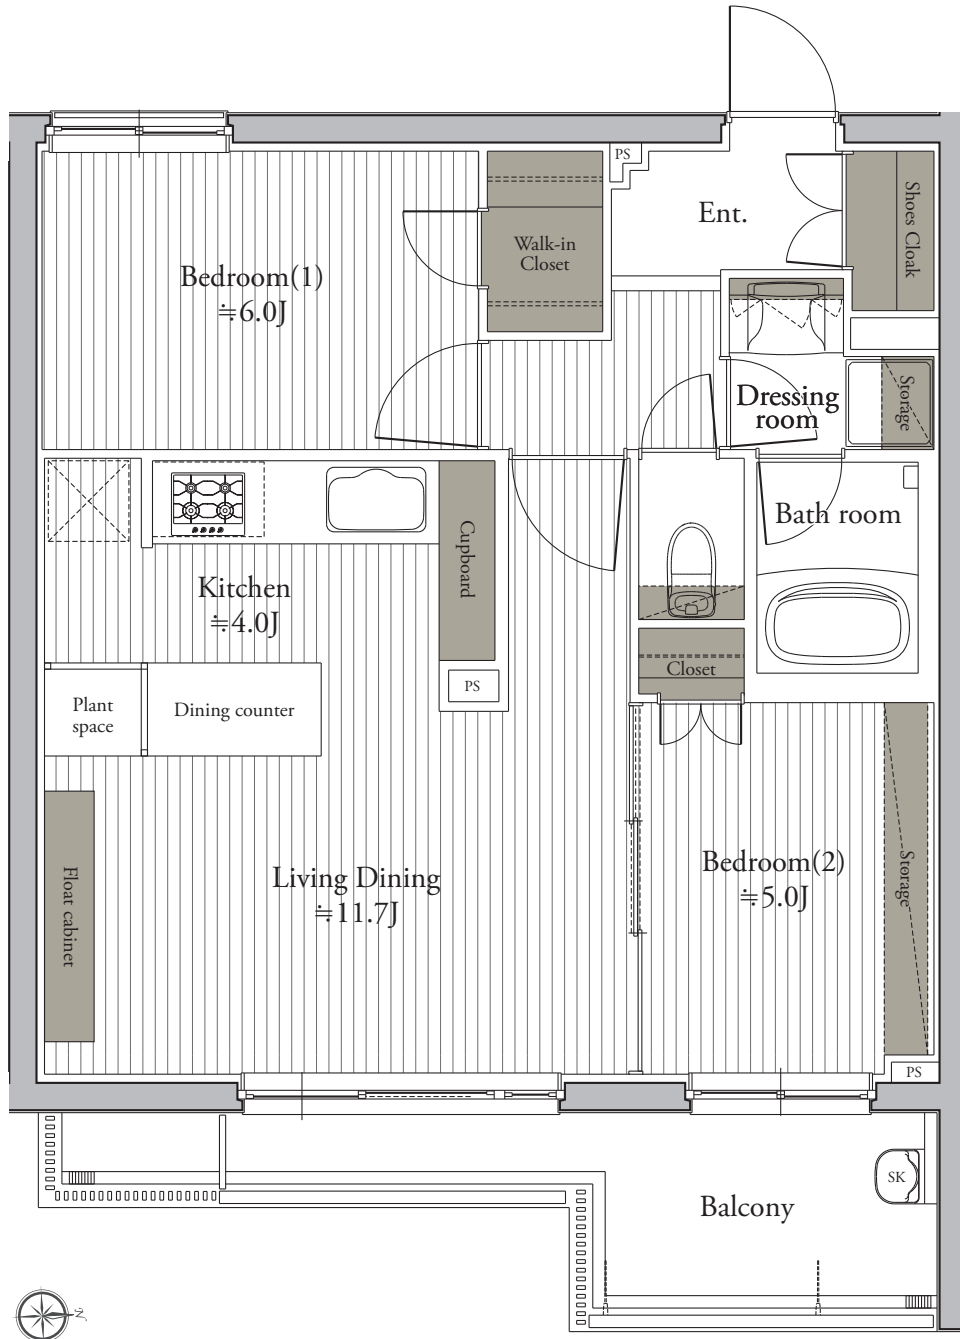 PS
Ent.
Shoes Cloak
Walk-in
Closet
Bedroom(1)
≒6.0J
Dressing
room
Storage
Bath room
Cupboard
Kitchen
≒4.0J
Closet
PS
Plant
space
Dining counter
Bedroom(2)
≒5.0J
Storage
Living Dining
≒11.7J
Float cabinet
PS
SK
Balcony
N